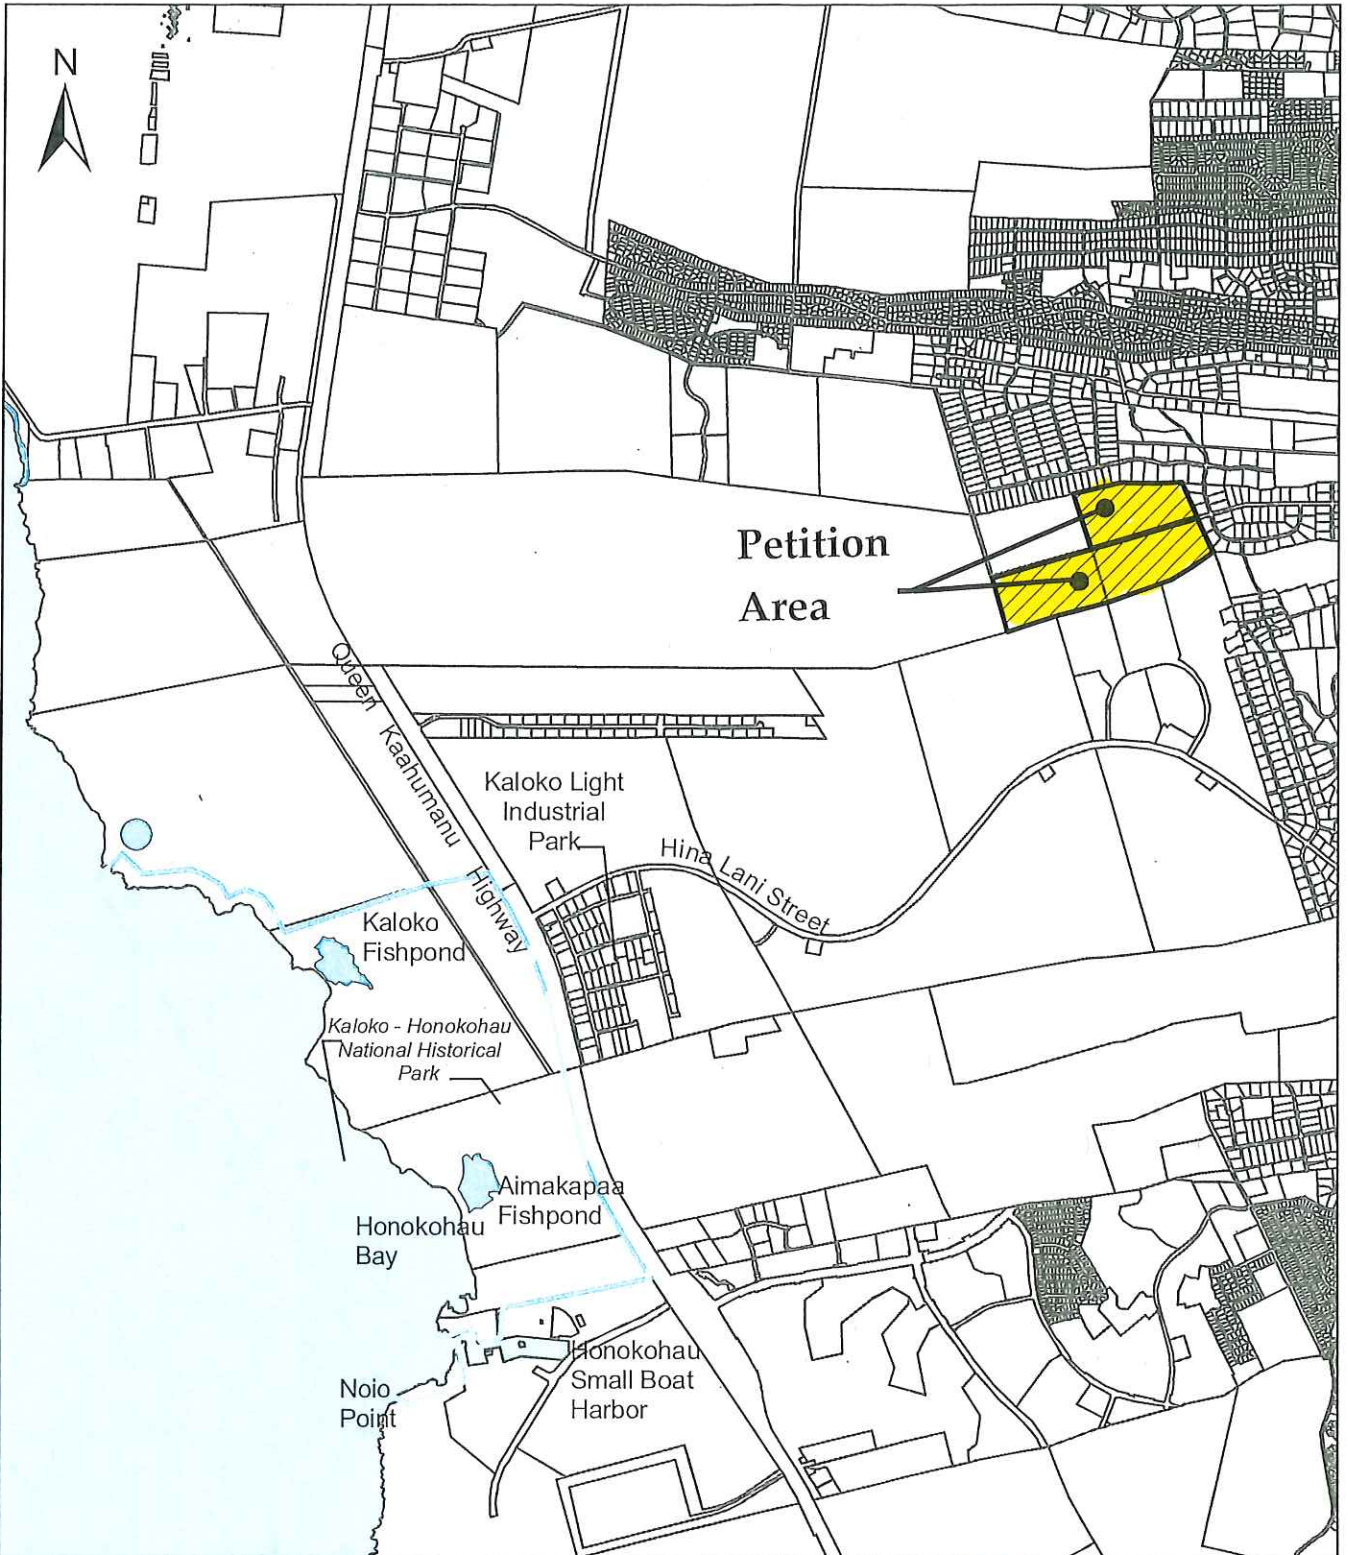 N
Petition
Area
Queen Kaahumanu Highway
Kaloko Light
Industrial
Park
Hina Lani Street
Kaloko
Fishpond
Kaloko - Honokohau
National Historical
Park
Aimakapaa
Fishpond
Honokohau
Bay
Honokohau
Small Boat
Harbor
Noio
Point